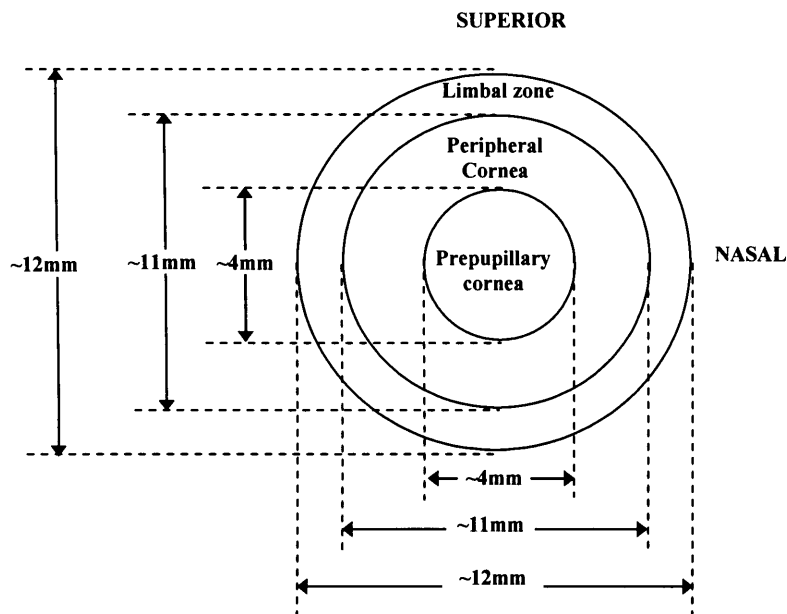 SUPERIOR
Limbal zone
Peripheral
Cornea
Prepupillary
cornea
NASAL
~12mm
~11mm
~4mm
~4mm
~11mm
~12mm